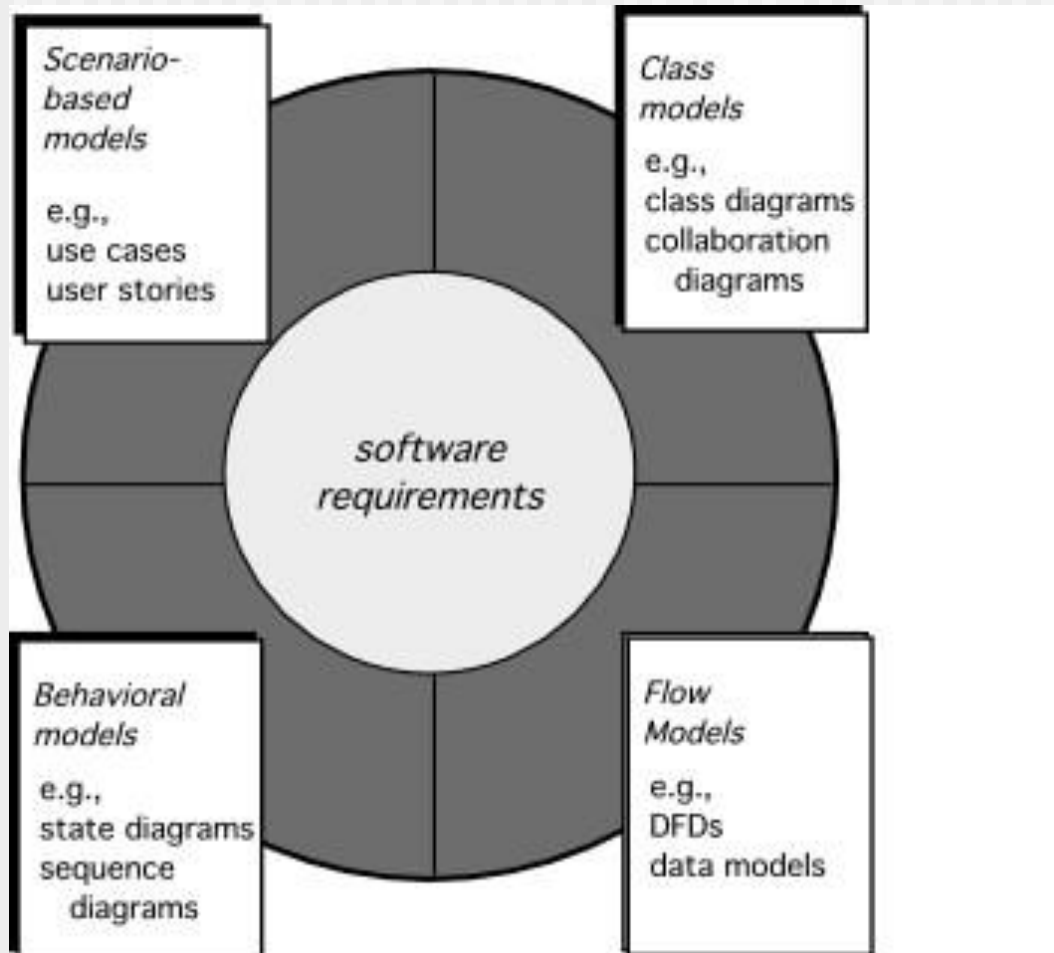 Scenario-
based
models
e.g.,
use cases
user stories
Class
models
e.g.,
class diagrams
collaboration
diagrams
software
requirements
Behavioral
models
e.g.,
state diagrams
sequence
diagrams
Flow
Models
e.g.,
DFDs
data models